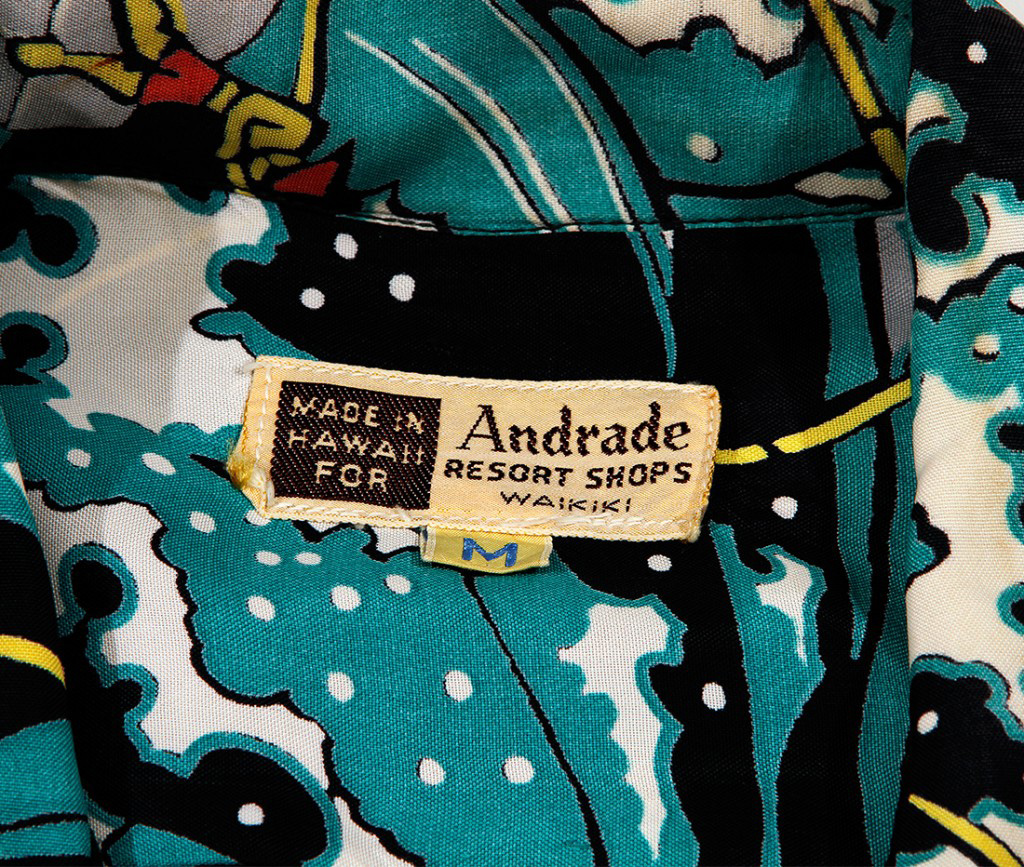 MADE IN
HAWAII
FOR
Andrade
RESORT SHOPS
WAIKIKI
M